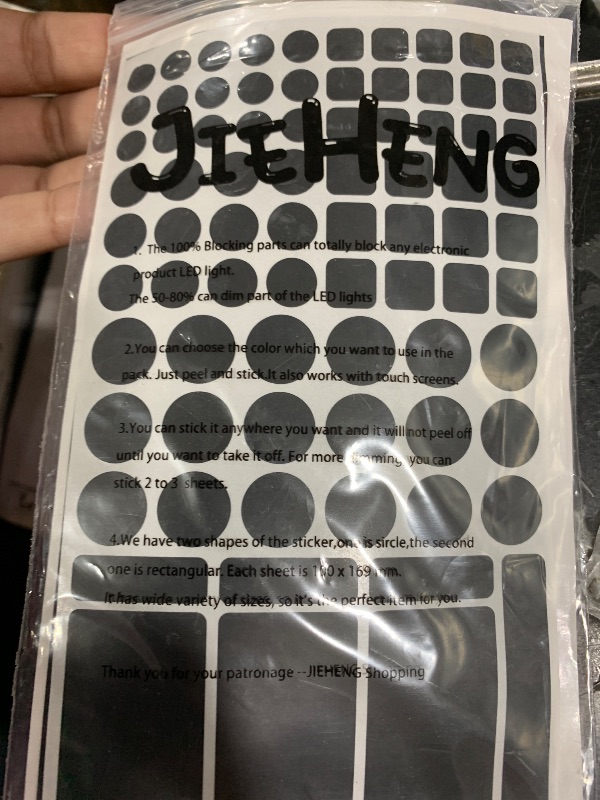 JIEHENG
1. The 100% Blocking parts can totally block any electronic
product LED light.
The 50-80% can dim part of the LED lights
2.You can choose the color which you want to use in the
pack. Just peel and stick.It also works with touch screens.
3.You can stick it anywhere you want and it will not peel off
until you want to take it off. For more dimming, you can
stick 2 to 3 sheets.
4.We have two shapes of the sticker,one is sircle,the second
one is rectangular. Each sheet is x 169 mm.
It has wide variety of sizes, so it's the perfect item for you.
Thank you for your patronage --JIEHENG Shopping